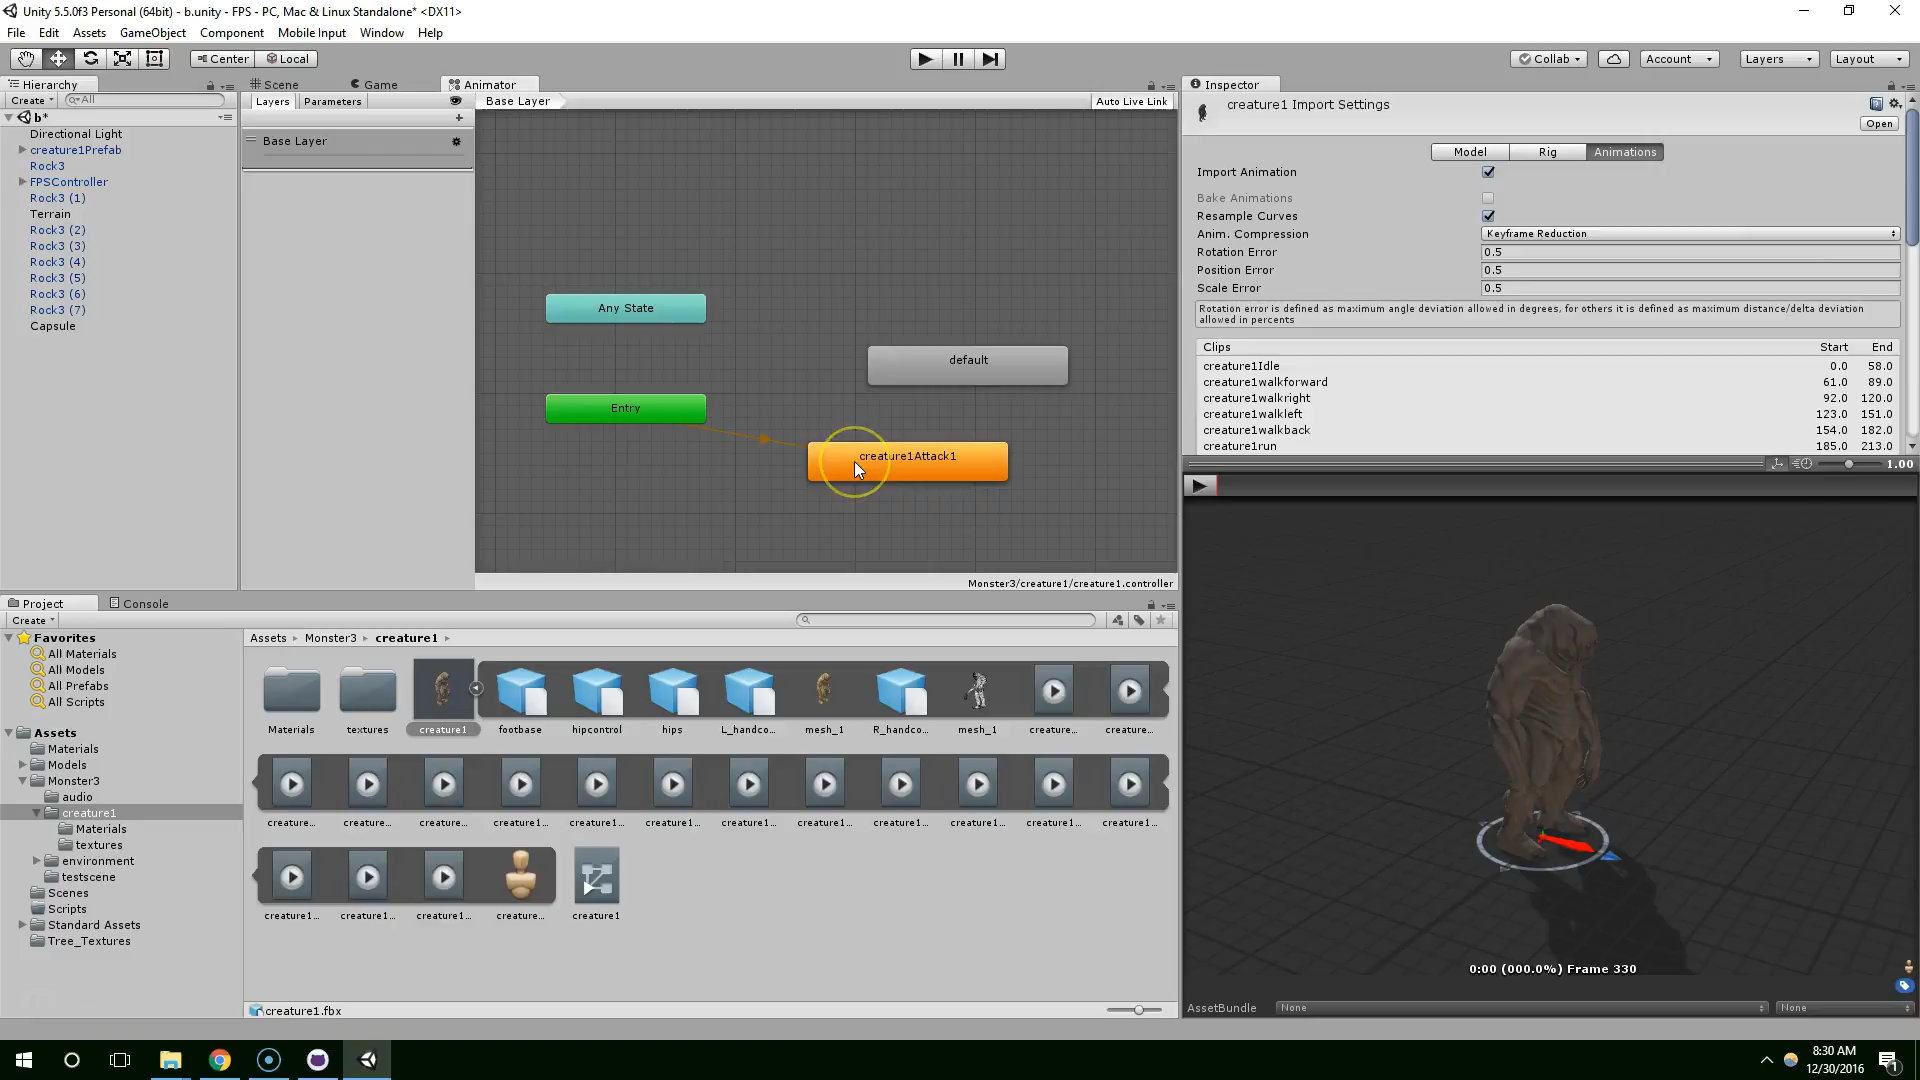 Unity 5.5.0f3 Personal (64bit) - b.unity - FPS - PC, Mac & Linux Standalone* <DX11>
File Edit Assets GameObject Component Mobile Input Window Help
Center Local
Collab Account Layers Layout
Hierarchy
Create All
b*
Directional Light
creature1Prefab
Rock3
FPSController
Rock3 (1)
Terrain
Rock3 (2)
Rock3 (3)
Rock3 (4)
Rock3 (5)
Rock3 (6)
Rock3 (7)
Capsule
Scene Game Animator
Layers Parameters
Base Layer
Base Layer Auto Live Link
Any State
default
Entry
creature1Attack1
Monster3/creature1/creature1.controller
Inspector
creature1 Import Settings
Open
Model Rig Animations
Import Animation
Bake Animations
Resample Curves
Anim. Compression Keyframe Reduction
Rotation Error 0.5
Position Error 0.5
Scale Error 0.5
Rotation error is defined as maximum angle deviation allowed in degrees, for others it is defined as maximum distance/delta deviation
allowed in percents
Clips Start End
creature1Idle 0.0 58.0
creature1walkforward 61.0 89.0
creature1walkright 92.0 120.0
creature1walkleft 123.0 151.0
creature1walkback 154.0 182.0
creature1run 185.0 213.0
1.00
0:00 (000.0%) Frame 330
AssetBundle None None
Project Console
Create
Favorites
All Materials
All Models
All Prefabs
All Scripts
Assets
Materials
Models
Monster3
audio
creature1
Materials
textures
environment
testscene
Scenes
Scripts
Standard Assets
Tree_Textures
Assets Monster3 creature1
Materials textures creature1 footbase hipcontrol hips L_handco... mesh_1 R_handco... mesh_1 creature... creature...
creature... creature... creature... creature1... creature1... creature1... creature1... creature1... creature1... creature1... creature1... creature1...
creature1... creature1... creature1... creature... creature1
creature1.fbx
8:30 AM
12/30/2016
1